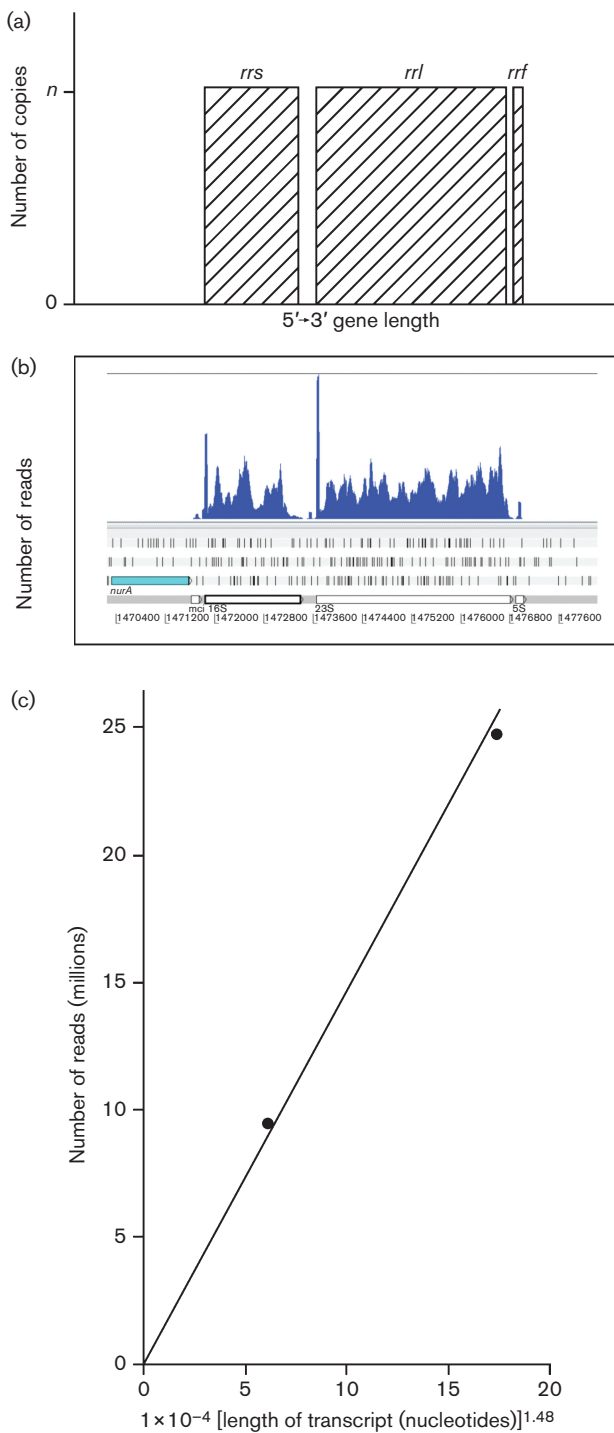 (a)
rrs rrl rrf
Number of copies
n
0
5′→3′ gene length
(b)
Number of reads
nurA
mci 16S 23S 5S
1470400 1471200 1472000 1472800 1473600 1474400 1475200 1476000 1476800 1477600
(c)
25
20
15
10
5
0
Number of reads (millions)
0 5 10 15 20
1×10⁻⁴ [length of transcript (nucleotides)]¹·⁴⁸